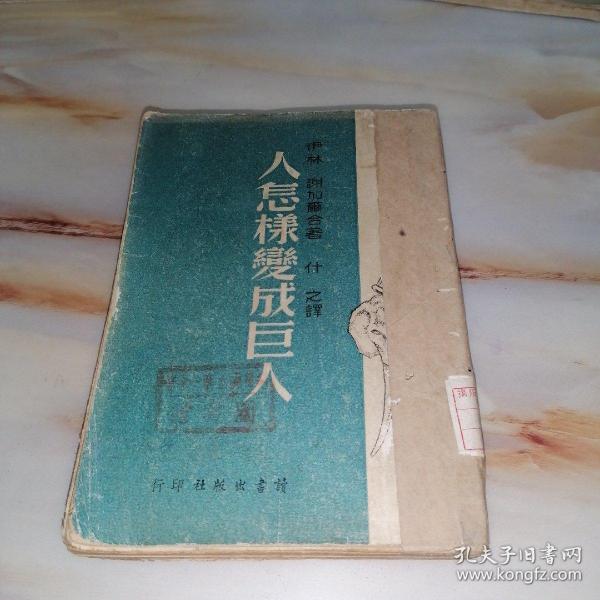 伊林 謝加爾合著 什之譯
人怎樣變成巨人
讀書出版社印行
孔夫子旧书网
www.kongfz.com